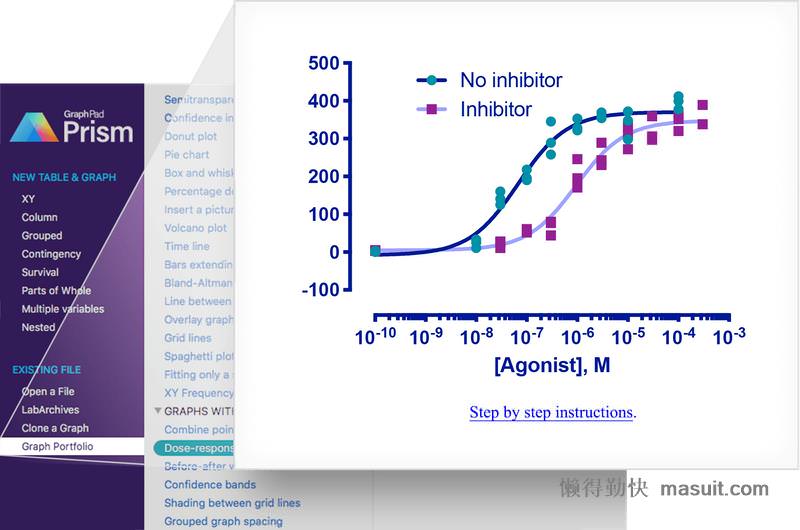 GraphPad
Prism
NEW TABLE & GRAPH
XY
Column
Grouped
Contingency
Survival
Parts of Whole
Multiple variables
Nested
EXISTING FILE
Open a File
LabArchives
Clone a Graph
Graph Portfolio
Semitranspare
Confidence in
Donut plot
Pie chart
Box and whisk
Percentage d
Insert a pictur
Volcano plot
Time line
Bars extendin
Bland-Altman
Line between
Overlay graph
Grid lines
Spaghetti plot
Fitting only a
XY Frequency
GRAPHS WITH
Combine poin
Dose-respons
Before-after v
Confidence bands
Shading between grid lines
Grouped graph spacing
No inhibitor
Inhibitor
500
400
300
200
100
0
-100
10-10 10-9 10-8 10-7 10-6 10-5 10-4 10-3
[Agonist], M
Step by step instructions.
懒得勤快 masuit.com